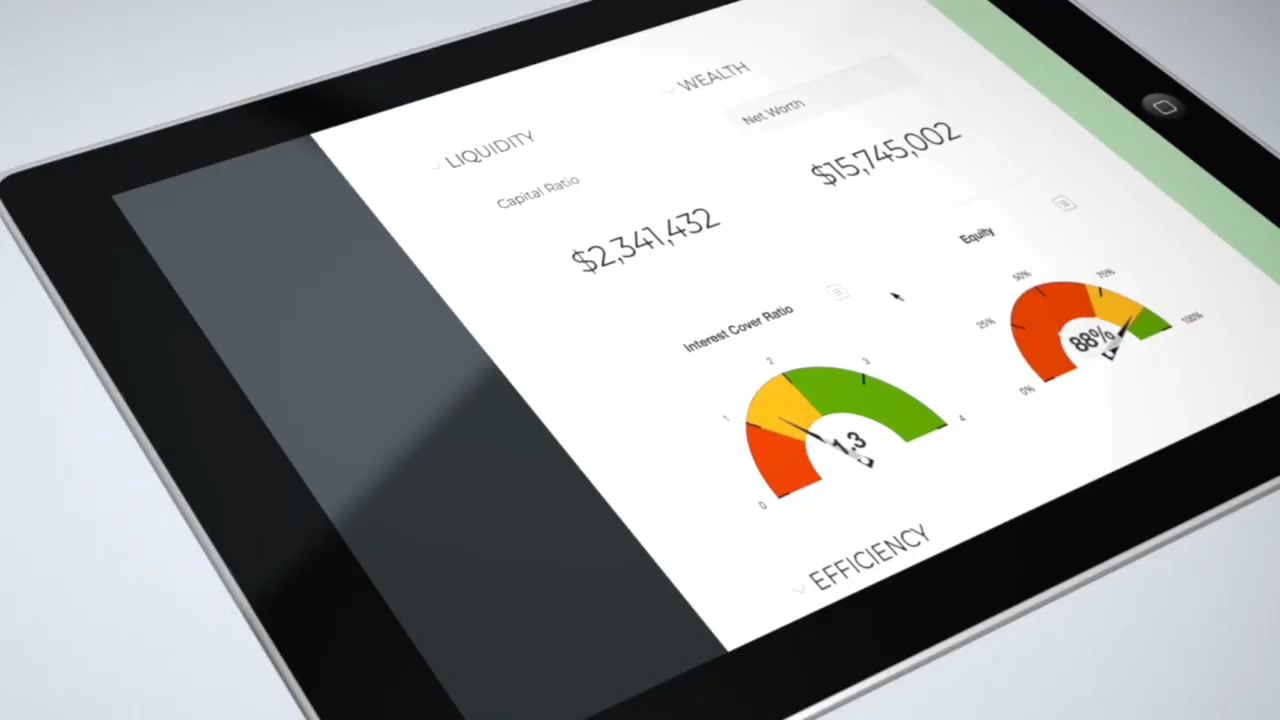 LIQUIDITY
Capital Ratio
$2,341,432
Interest Cover Ratio
0
1
2
3
4
1.3
WEALTH
Net Worth
$15,745,002
Equity
0%
25%
50%
75%
100%
88%
EFFICIENCY